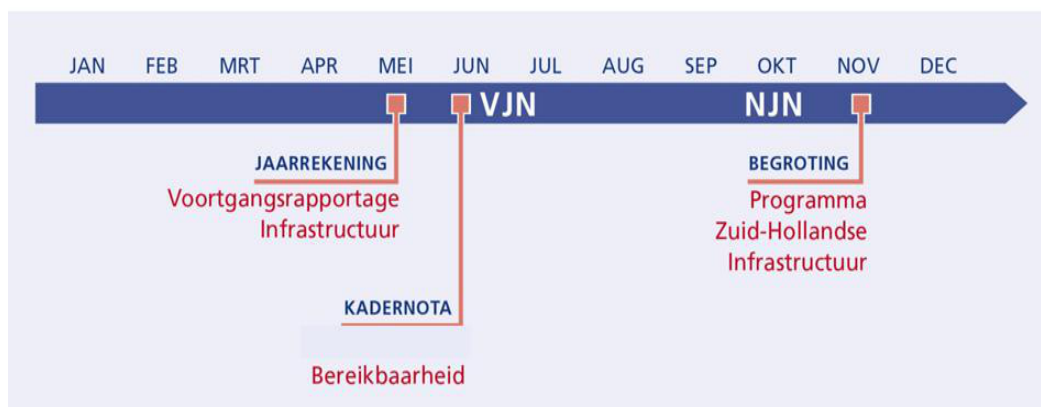 JAN FEB MRT APR MEI JUN JUL AUG SEP OKT NOV DEC
VJN NJN
JAARREKENING
Voortgangsrapportage
Infrastructuur
BEGROTING
Programma
Zuid-Hollandse
Infrastructuur
KADERNOTA
Bereikbaarheid